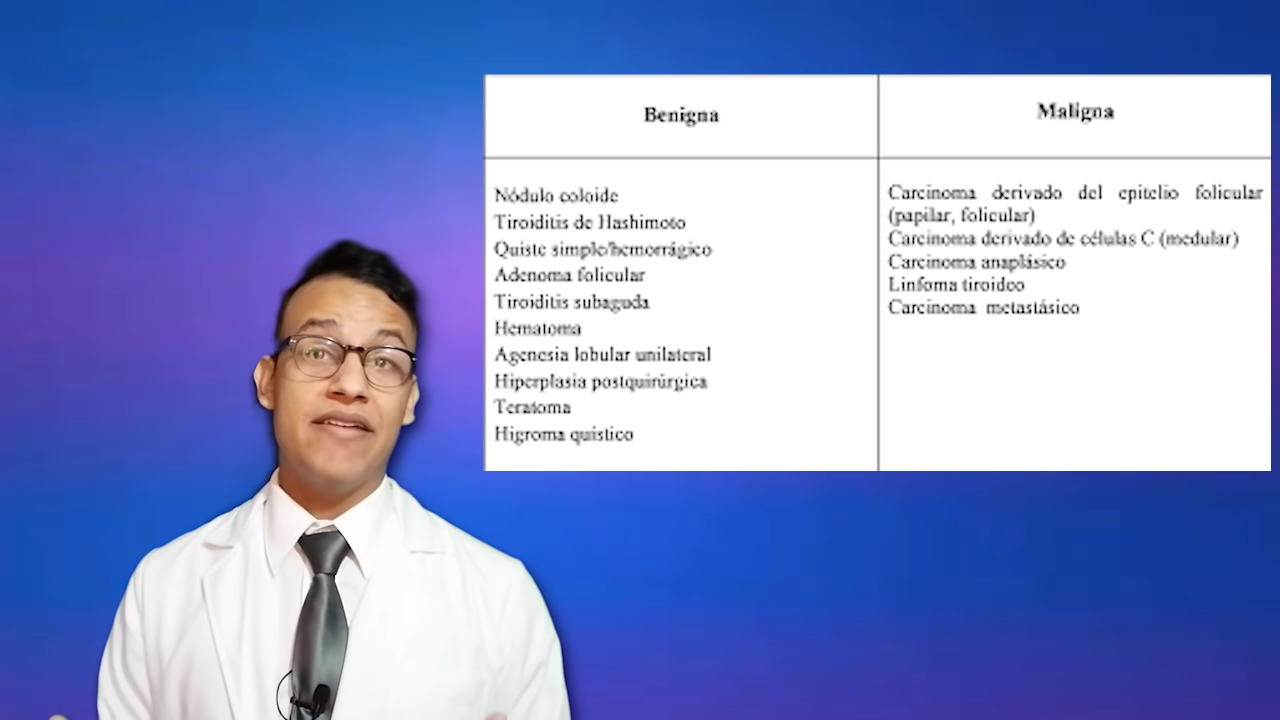 Benigna
Maligna
Nódulo coloide
Tiroiditis de Hashimoto
Quiste simple/hemorrágico
Adenoma folicular
Tiroiditis subaguda
Hematoma
Agenesia lobular unilateral
Hiperplasia postquirúrgica
Teratoma
Higroma quistico
Carcinoma derivado del epitelio folicular
(papilar, folicular)
Carcinoma derivado de células C (medular)
Carcinoma anaplásico
Linfoma tiroideo
Carcinoma metastásico